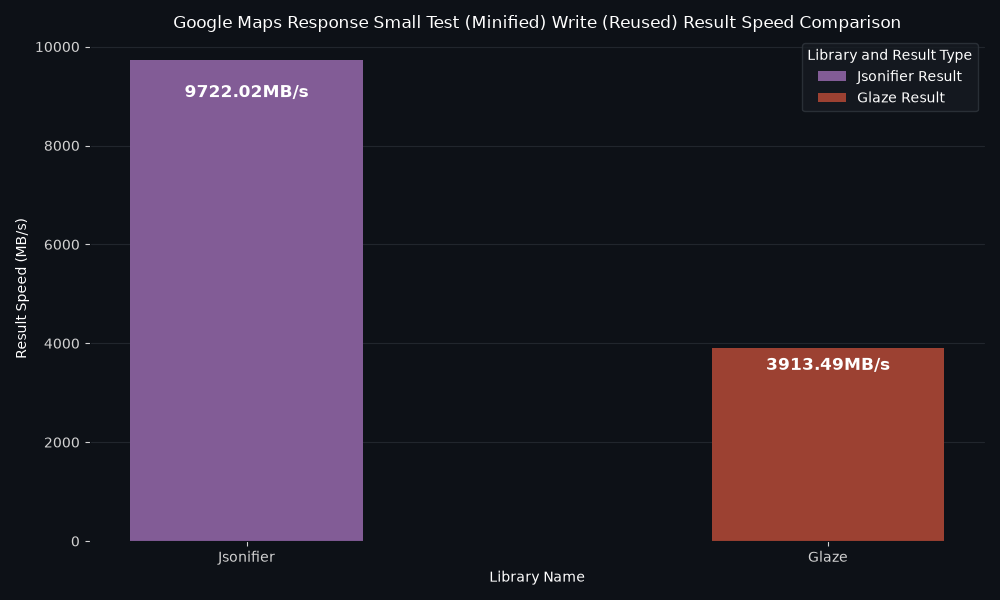 Google Maps Response Small Test (Minified) Write (Reused) Result Speed Comparison
Library and Result Type
Jsonifier Result
Glaze Result
10000
8000
6000
4000
2000
0
Result Speed (MB/s)
9722.02MB/s
3913.49MB/s
Jsonifier
Glaze
Library Name